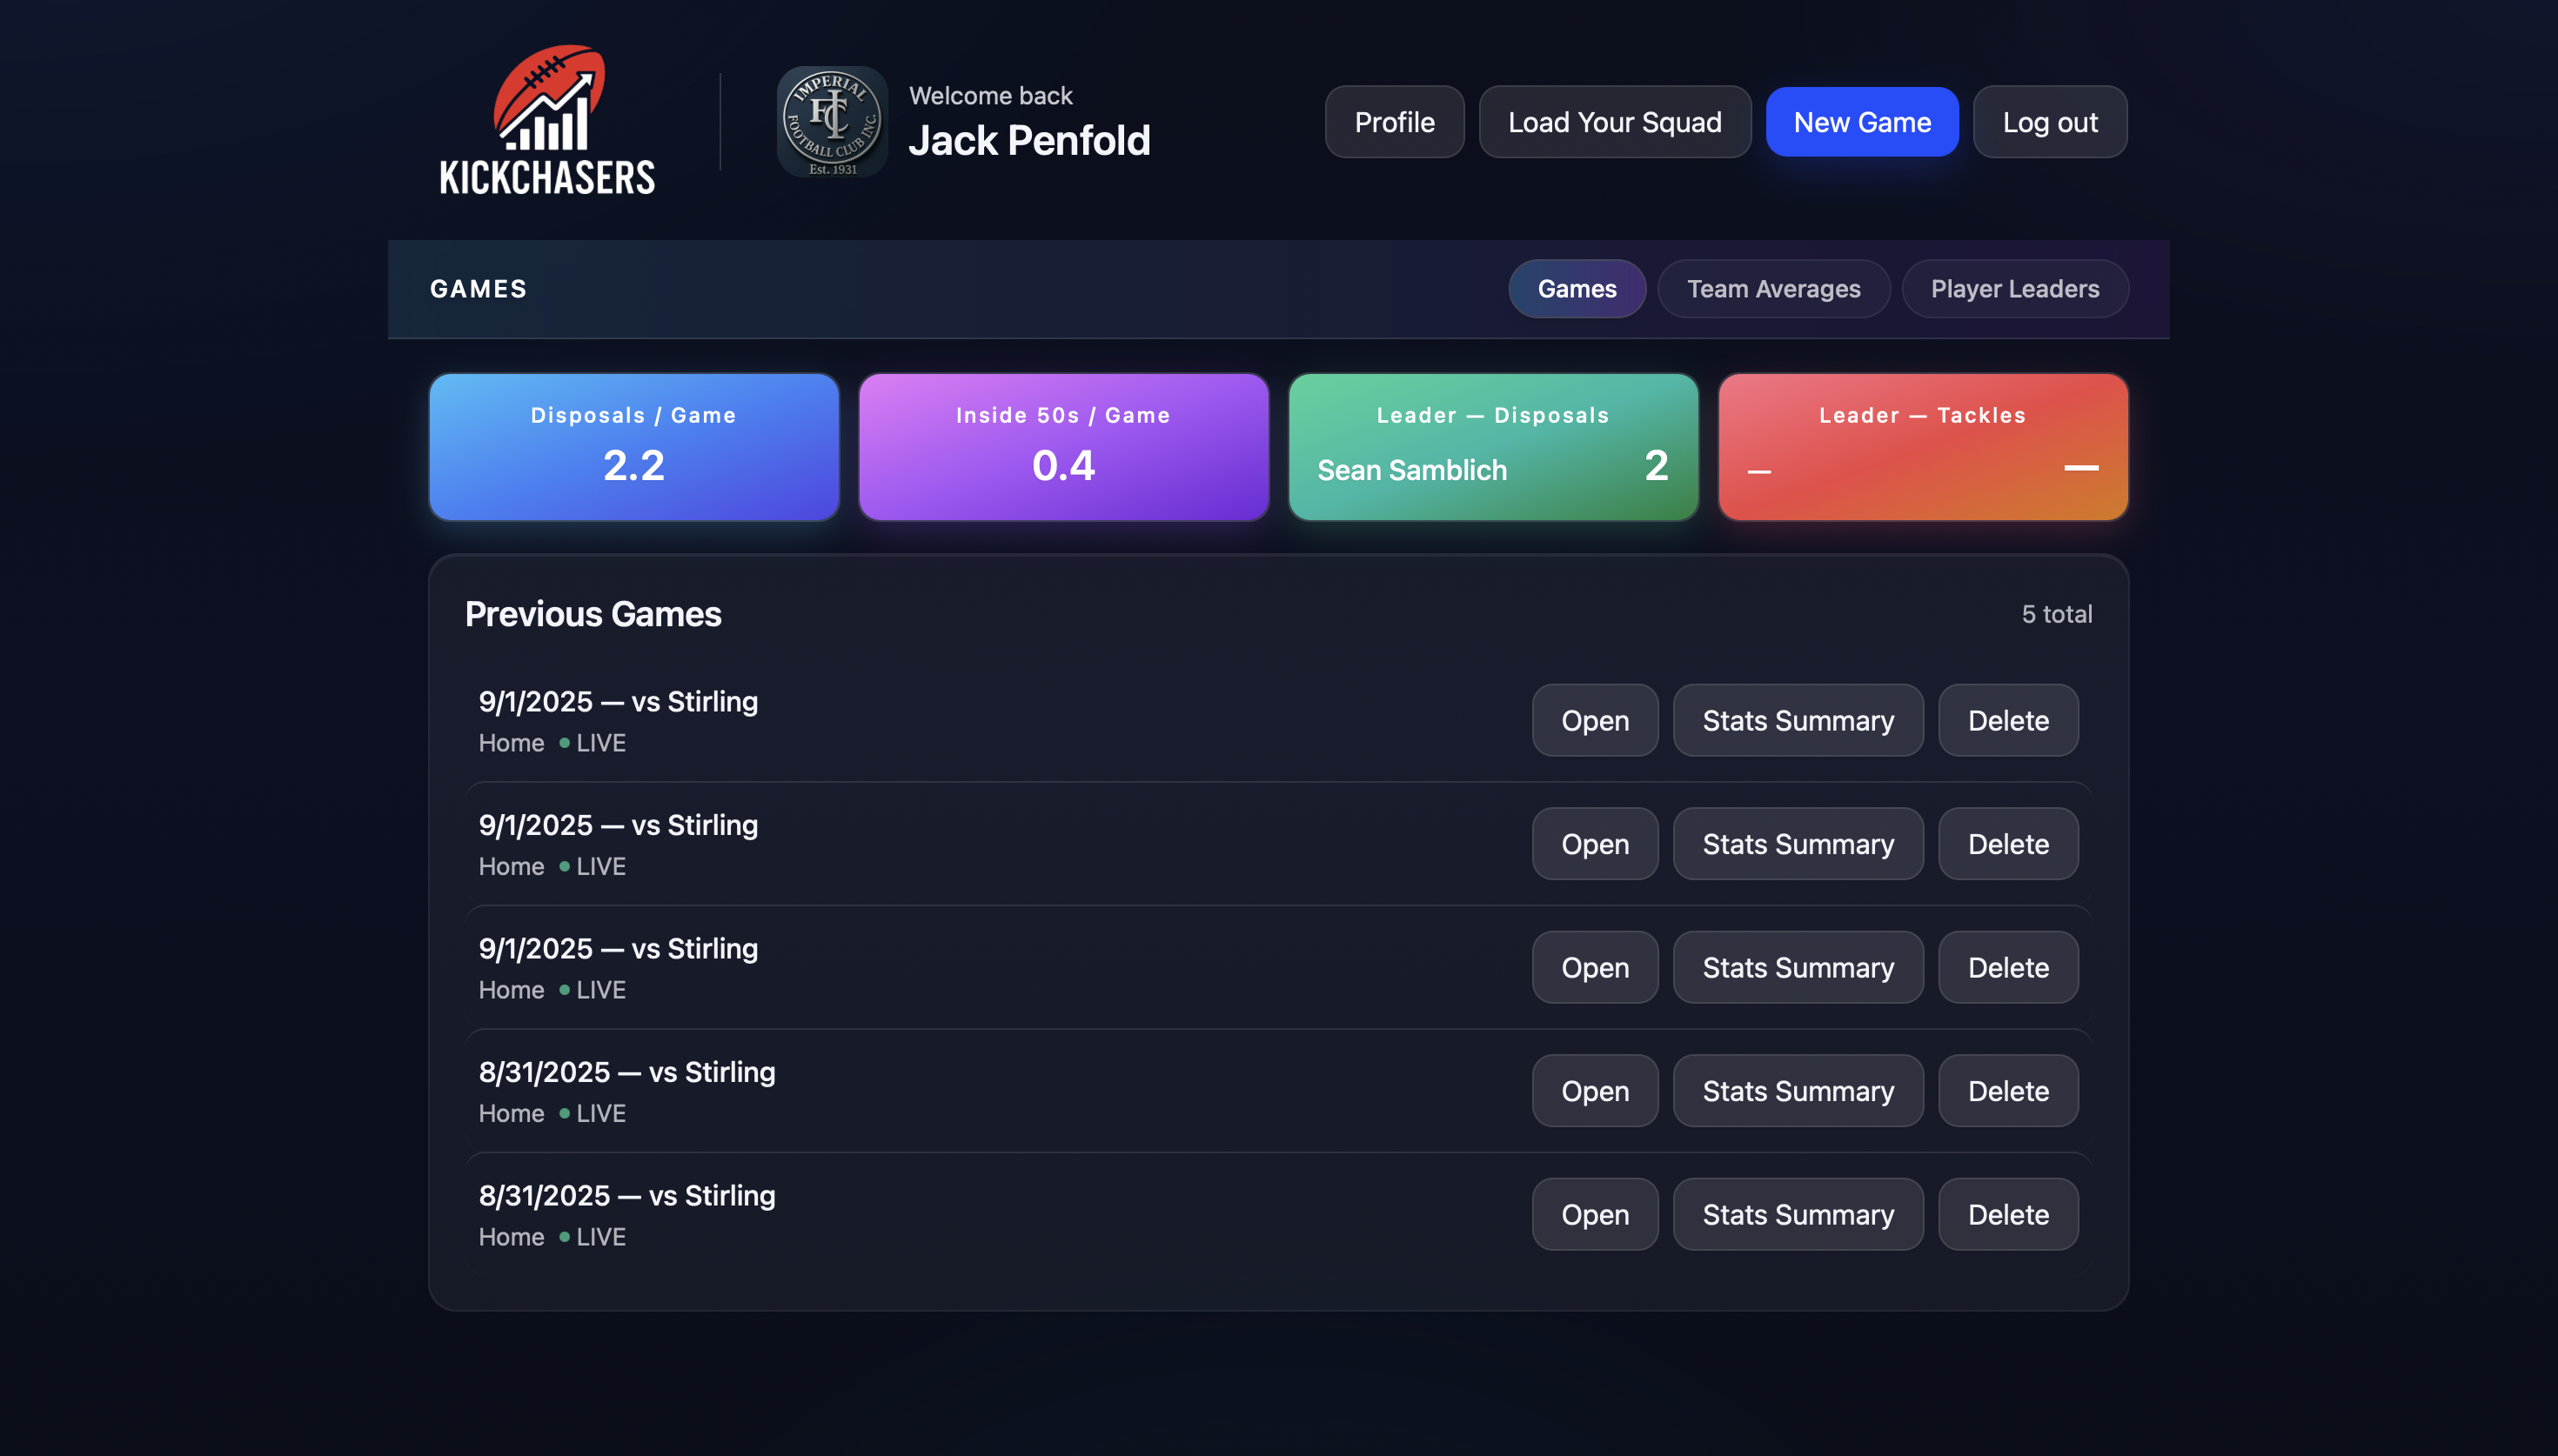 KICKCHASERS
IMPERIAL
FC
FOOTBALL CLUB INC.
Est. 1931
Welcome back
Jack Penfold
Profile
Load Your Squad
New Game
Log out
GAMES
Games
Team Averages
Player Leaders
Disposals / Game
2.2
Inside 50s / Game
0.4
Leader — Disposals
Sean Samblich 2
Leader — Tackles
— —
Previous Games
5 total
9/1/2025 — vs Stirling
Home • LIVE
Open
Stats Summary
Delete
9/1/2025 — vs Stirling
Home • LIVE
Open
Stats Summary
Delete
9/1/2025 — vs Stirling
Home • LIVE
Open
Stats Summary
Delete
8/31/2025 — vs Stirling
Home • LIVE
Open
Stats Summary
Delete
8/31/2025 — vs Stirling
Home • LIVE
Open
Stats Summary
Delete